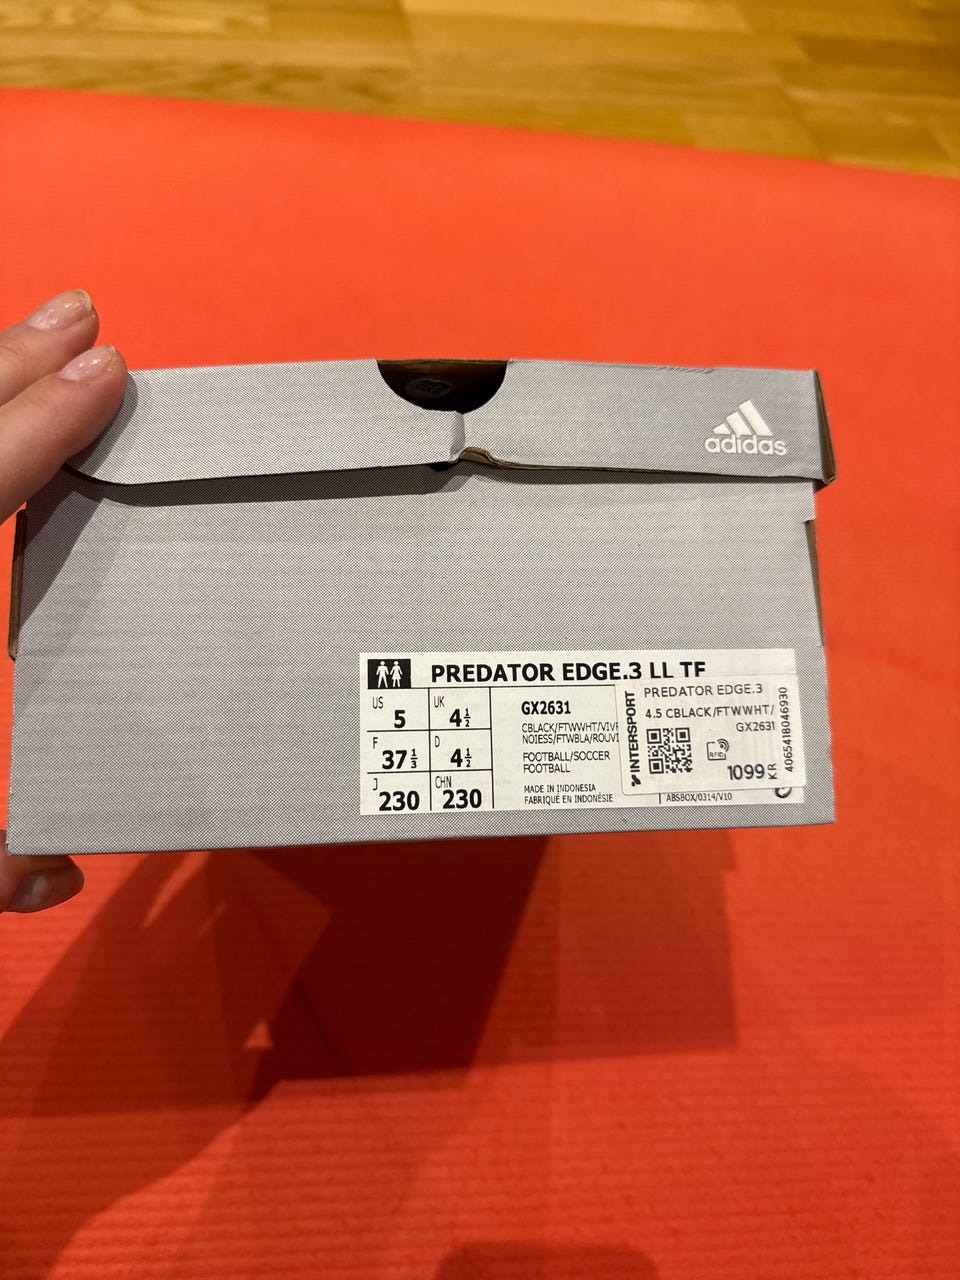 adidas
PREDATOR EDGE.3 LL TF
US
5
UK
4½
F
37⅓
D
4½
J
230
CHN
230
GX2631
CBLACK/FTWWHT/VIV
NOIESS/FTWBLA/ROUVI
FOOTBALL/SOCCER
FOOTBALL
MADE IN INDONESIA
FABRIQUÉ EN INDONÉSIE
ABSBOX/0314/V10
INTERSPORT
PREDATOR EDGE.3
4.5 CBLACK/FTWWHT/
GX2631
RFID
1099 KR
4065418046930